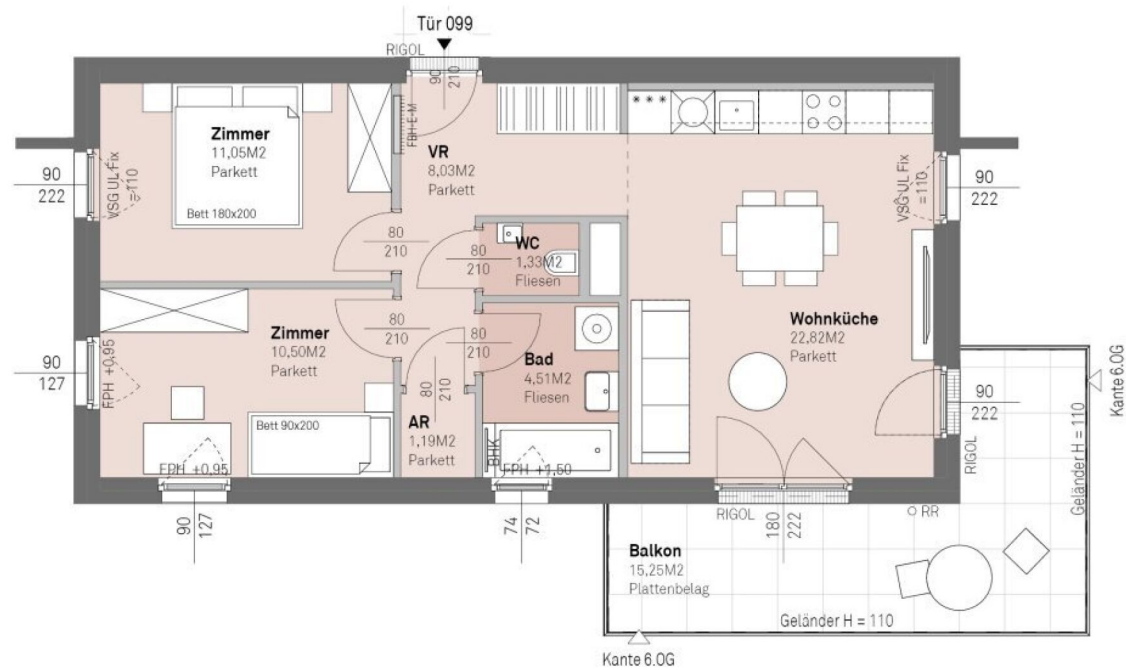 Tür 099
RIGOL
90
210
FBH-E-M
Zimmer
11,05M2
Parkett
VR
8,03M2
Parkett
***
90
222
VSG UL Fix
=110
VSG UL Fix
=110
90
222
Bett 180x200
80
210
80
210
WC
1,33M2
Fliesen
Zimmer
10,50M2
Parkett
80
210
80
210
Wohnküche
22,82M2
Parkett
90
127
FPH +0,95
Bad
4,51M2
Fliesen
80
210
90
222
Kante 6.OG
Bett 90x200
AR
1,19M2
Parkett
BHK
FPH +0,95
FPH +1,50
RIGOL
Geländer H = 110
90
127
74
72
RIGOL
180
222
RR
Balkon
15,25M2
Plattenbelag
Geländer H = 110
Kante 6.OG